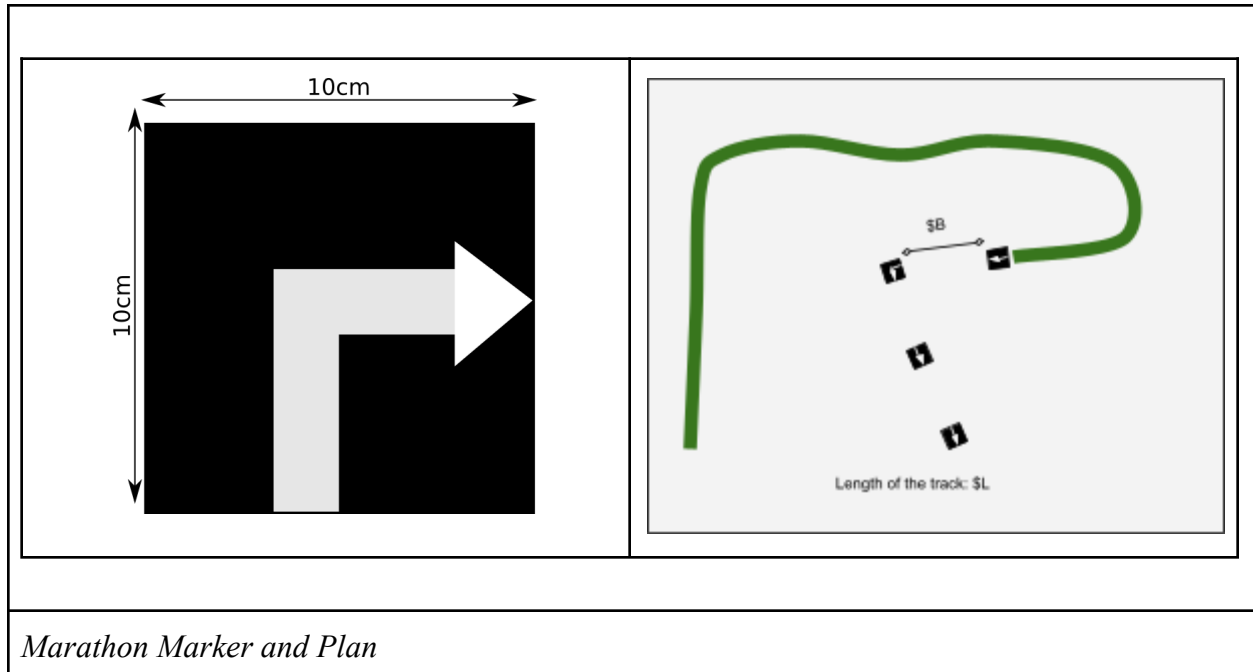 10cm
10cm
$B
Length of the track: $L
Marathon Marker and Plan